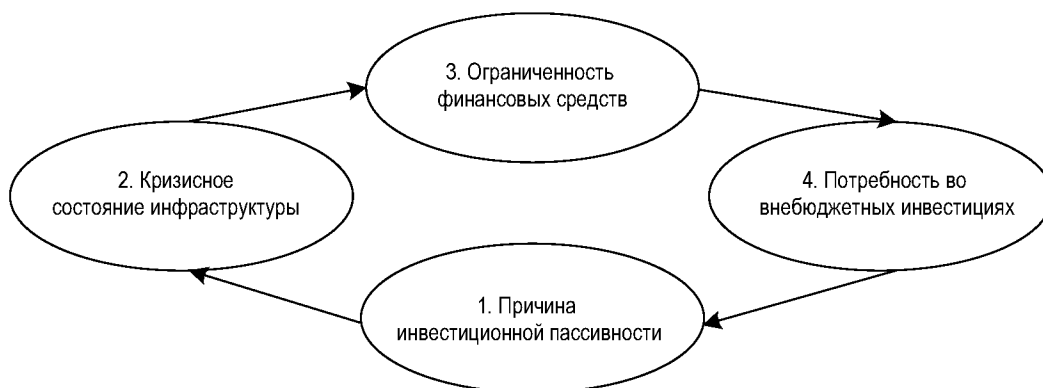 3. Ограниченность
финансовых средств
2. Кризисное
состояние инфраструктуры
4. Потребность во
внебюджетных инвестициях
1. Причина
инвестиционной пассивности